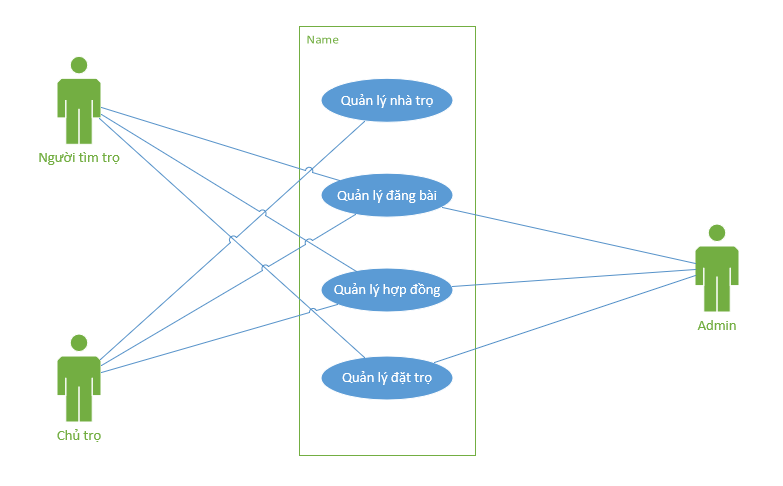 Name
Quản lý nhà trọ
Người tìm trọ
Quản lý đăng bài
Quản lý hợp đồng
Admin
Quản lý đặt trọ
Chủ trọ